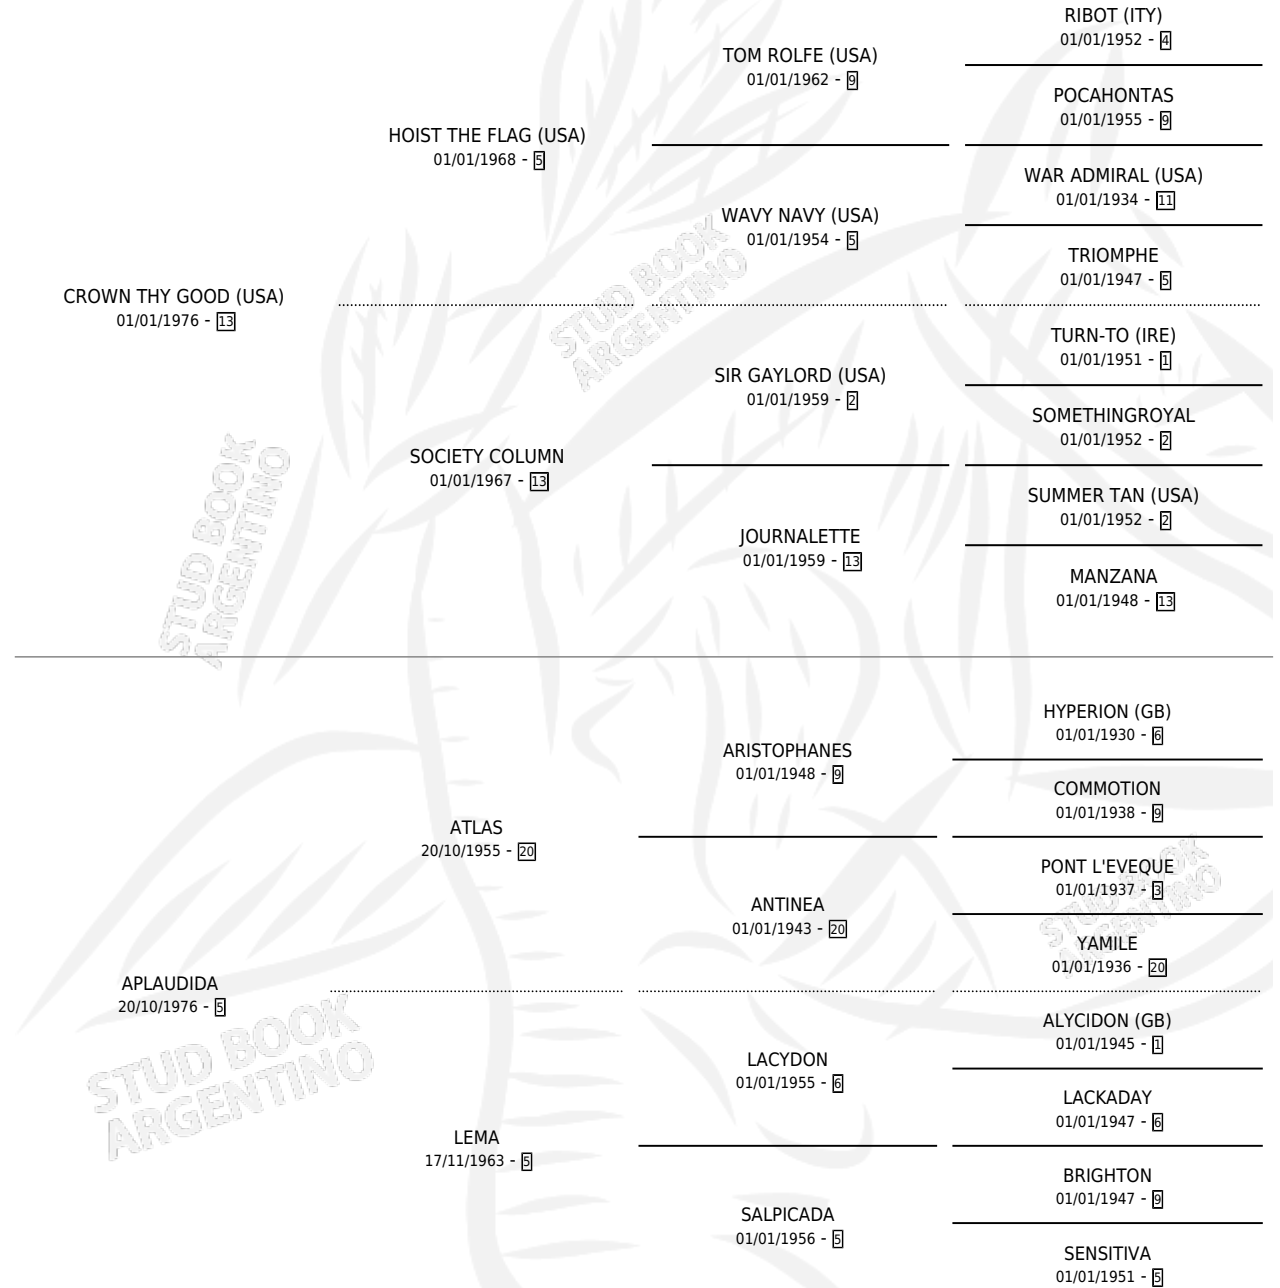 RIBOT (ITY)
01/01/1952 - 4
TOM ROLFE (USA)
01/01/1962 - 9
POCAHONTAS
01/01/1955 - 9
HOIST THE FLAG (USA)
01/01/1968 - 5
WAR ADMIRAL (USA)
01/01/1934 - 11
WAVY NAVY (USA)
01/01/1954 - 5
TRIOMPHE
01/01/1947 - 5
CROWN THY GOOD (USA)
01/01/1976 - 13
TURN-TO (IRE)
01/01/1951 - 1
SIR GAYLORD (USA)
01/01/1959 - 2
SOMETHINGROYAL
01/01/1952 - 2
SOCIETY COLUMN
01/01/1967 - 13
SUMMER TAN (USA)
01/01/1952 - 2
JOURNALETTE
01/01/1959 - 13
MANZANA
01/01/1948 - 13
HYPERION (GB)
01/01/1930 - 6
ARISTOPHANES
01/01/1948 - 9
COMMOTION
01/01/1938 - 9
ATLAS
20/10/1955 - 20
PONT L'EVEQUE
01/01/1937 - 3
ANTINEA
01/01/1943 - 20
YAMILE
01/01/1936 - 20
APLAUDIDA
20/10/1976 - 5
ALYCIDON (GB)
01/01/1945 - 1
LACYDON
01/01/1955 - 6
LACKADAY
01/01/1947 - 6
LEMA
17/11/1963 - 5
BRIGHTON
01/01/1947 - 9
SALPICADA
01/01/1956 - 5
SENSITIVA
01/01/1951 - 5
STUD BOOK
ARGENTINO
STUD BOOK
ARGENTINO
STUD BOOK
ARGENTINO
STUD BOOK
ARGENTINO